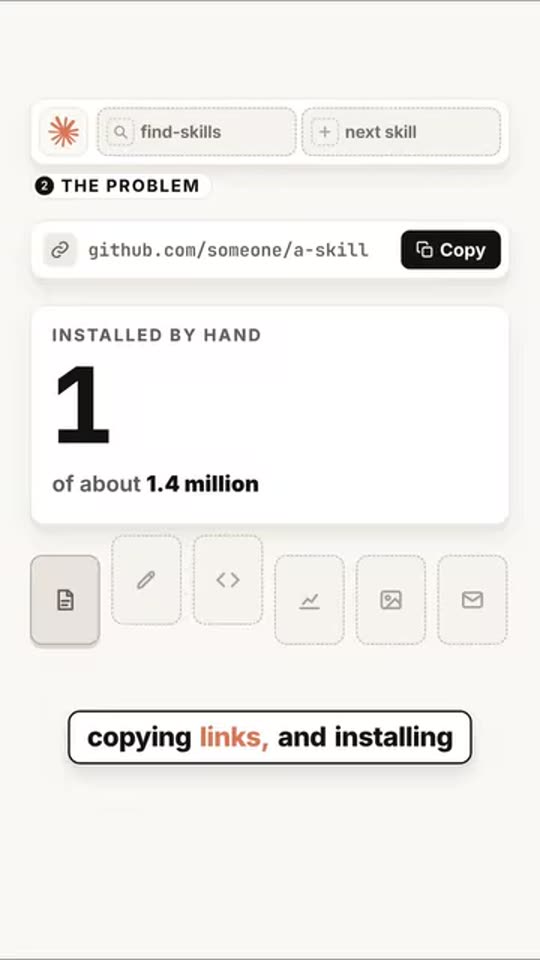 find-skills
next skill
2 THE PROBLEM
github.com/someone/a-skill
Copy
INSTALLED BY HAND
1
of about 1.4 million
copying links, and installing